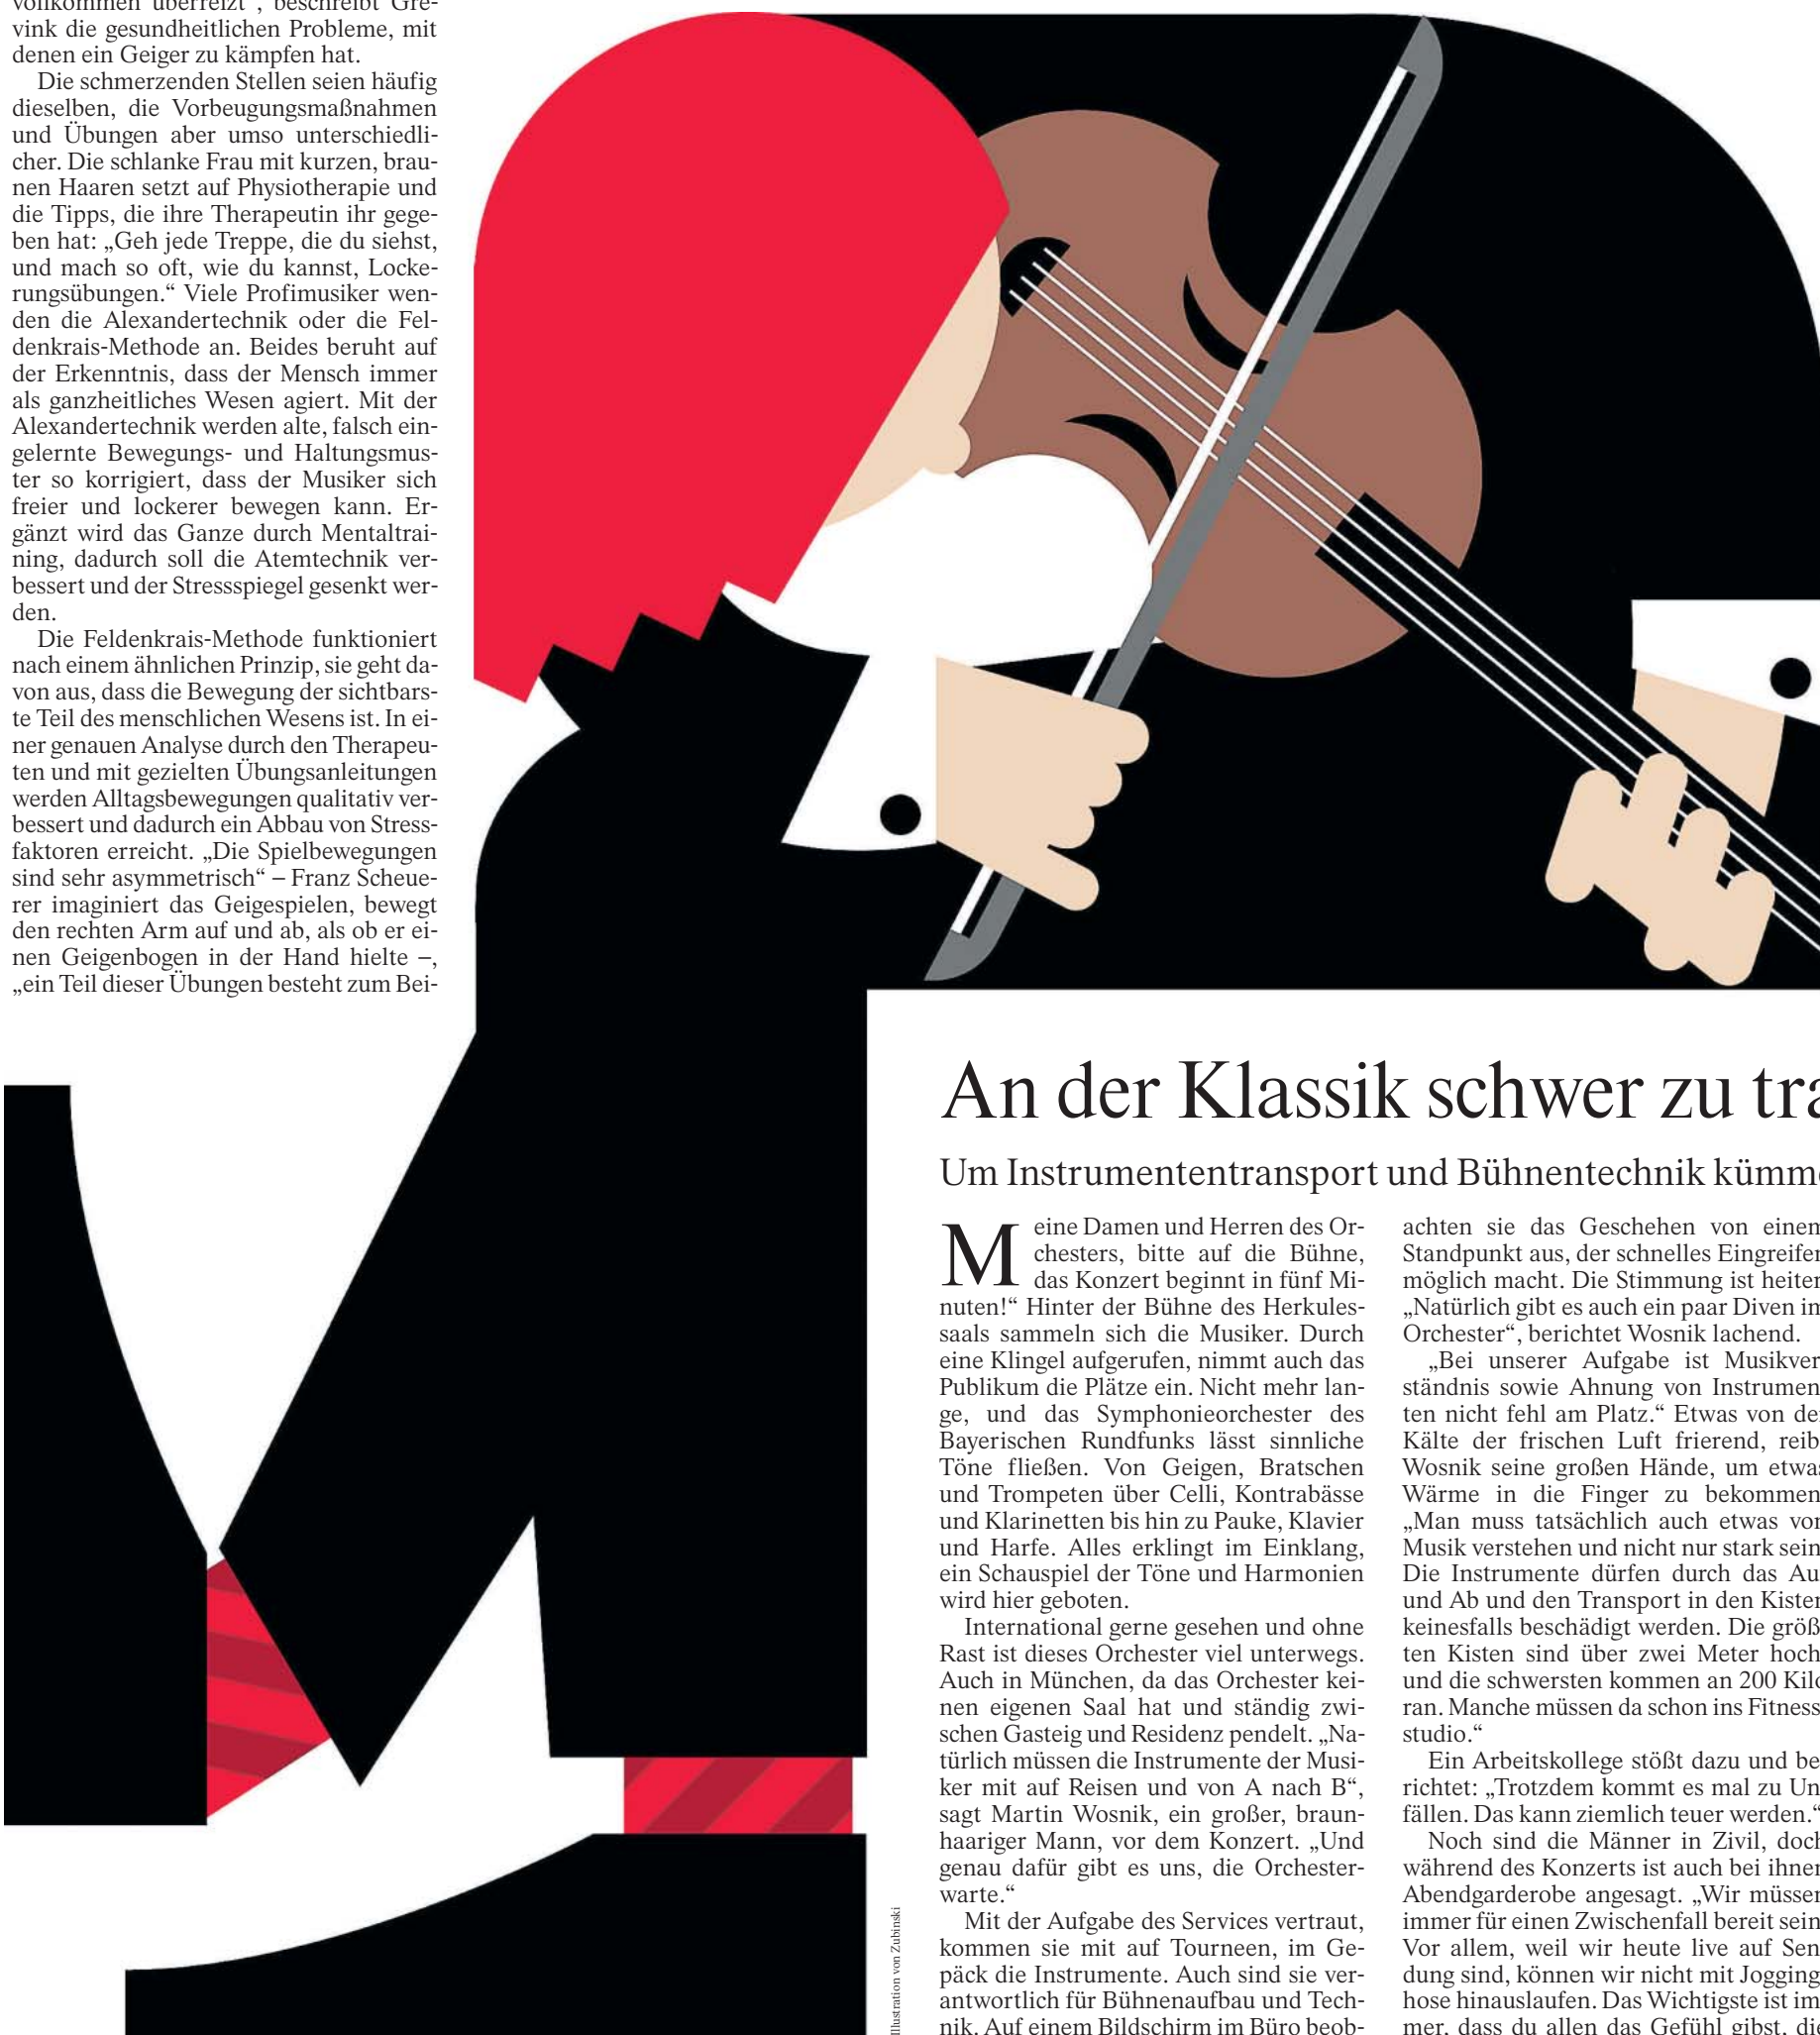 vollkommen überreizt“, beschreibt Gre-
vink die gesundheitlichen Probleme, mit
denen ein Geiger zu kämpfen hat.
Die schmerzenden Stellen seien häufig
dieselben, die Vorbeugungsmaßnahmen
und Übungen aber umso unterschiedli-
cher. Die schlanke Frau mit kurzen, brau-
nen Haaren setzt auf Physiotherapie und
die Tipps, die ihre Therapeutin ihr gege-
ben hat: „Geh jede Treppe, die du siehst,
und mach so oft, wie du kannst, Locke-
rungsübungen.“ Viele Profimusiker wen-
den die Alexandertechnik oder die Fel-
denkrais-Methode an. Beides beruht auf
der Erkenntnis, dass der Mensch immer
als ganzheitliches Wesen agiert. Mit der
Alexandertechnik werden alte, falsch ein-
gelernte Bewegungs- und Haltungsmus-
ter so korrigiert, dass der Musiker sich
freier und lockerer bewegen kann. Er-
gänzt wird das Ganze durch Mentaltrai-
ning, dadurch soll die Atemtechnik ver-
bessert und der Stressspiegel gesenkt wer-
den.
Die Feldenkrais-Methode funktioniert
nach einem ähnlichen Prinzip, sie geht da-
von aus, dass die Bewegung der sichtbars-
te Teil des menschlichen Wesens ist. In ei-
ner genauen Analyse durch den Therapeu-
ten und mit gezielten Übungsanleitungen
werden Alltagsbewegungen qualitativ ver-
bessert und dadurch ein Abbau von Stress-
faktoren erreicht. „Die Spielbewegungen
sind sehr asymmetrisch“ – Franz Scheue-
rer imaginiert das Geigespielen, bewegt
den rechten Arm auf und ab, als ob er ei-
nen Geigenbogen in der Hand hielte –,
„ein Teil dieser Übungen besteht zum Bei-
An der Klassik schwer zu tra
Um Instrumententransport und Bühnentechnik kümme
Meine Damen und Herren des Or-
chesters, bitte auf die Bühne,
das Konzert beginnt in fünf Mi-
nuten!“ Hinter der Bühne des Herkules-
saals sammeln sich die Musiker. Durch
eine Klingel aufgerufen, nimmt auch das
Publikum die Plätze ein. Nicht mehr lan-
ge, und das Symphonieorchester des
Bayerischen Rundfunks lässt sinnliche
Töne fließen. Von Geigen, Bratschen
und Trompeten über Celli, Kontrabässe
und Klarinetten bis hin zu Pauke, Klavier
und Harfe. Alles erklingt im Einklang,
ein Schauspiel der Töne und Harmonien
wird hier geboten.
International gerne gesehen und ohne
Rast ist dieses Orchester viel unterwegs.
Auch in München, da das Orchester kei-
nen eigenen Saal hat und ständig zwi-
schen Gasteig und Residenz pendelt. „Na-
türlich müssen die Instrumente der Musi-
ker mit auf Reisen und von A nach B“,
sagt Martin Wosnik, ein großer, braun-
haariger Mann, vor dem Konzert. „Und
genau dafür gibt es uns, die Orchester-
warte.“
Mit der Aufgabe des Services vertraut,
kommen sie mit auf Tourneen, im Ge-
päck die Instrumente. Auch sind sie ver-
antwortlich für Bühnenaufbau und Tech-
nik. Auf einem Bildschirm im Büro beob-
achten sie das Geschehen von einem
Standpunkt aus, der schnelles Eingreifen
möglich macht. Die Stimmung ist heiter.
„Natürlich gibt es auch ein paar Diven im
Orchester“, berichtet Wosnik lachend.
„Bei unserer Aufgabe ist Musikver-
ständnis sowie Ahnung von Instrumen-
ten nicht fehl am Platz.“ Etwas von der
Kälte der frischen Luft frierend, reibt
Wosnik seine großen Hände, um etwas
Wärme in die Finger zu bekommen.
„Man muss tatsächlich auch etwas von
Musik verstehen und nicht nur stark sein.
Die Instrumente dürfen durch das Auf
und Ab und den Transport in den Kisten
keinesfalls beschädigt werden. Die größ-
ten Kisten sind über zwei Meter hoch,
und die schwersten kommen an 200 Kilo
ran. Manche müssen da schon ins Fitness-
studio.“
Ein Arbeitskollege stößt dazu und be-
richtet: „Trotzdem kommt es mal zu Un-
fällen. Das kann ziemlich teuer werden.“
Noch sind die Männer in Zivil, doch
während des Konzerts ist auch bei ihnen
Abendgarderobe angesagt. „Wir müssen
immer für einen Zwischenfall bereit sein.
Vor allem, weil wir heute live auf Sen-
dung sind, können wir nicht mit Jogging-
hose hinauslaufen. Das Wichtigste ist im-
mer, dass du allen das Gefühl gibst, die
Illustration von Zubinski